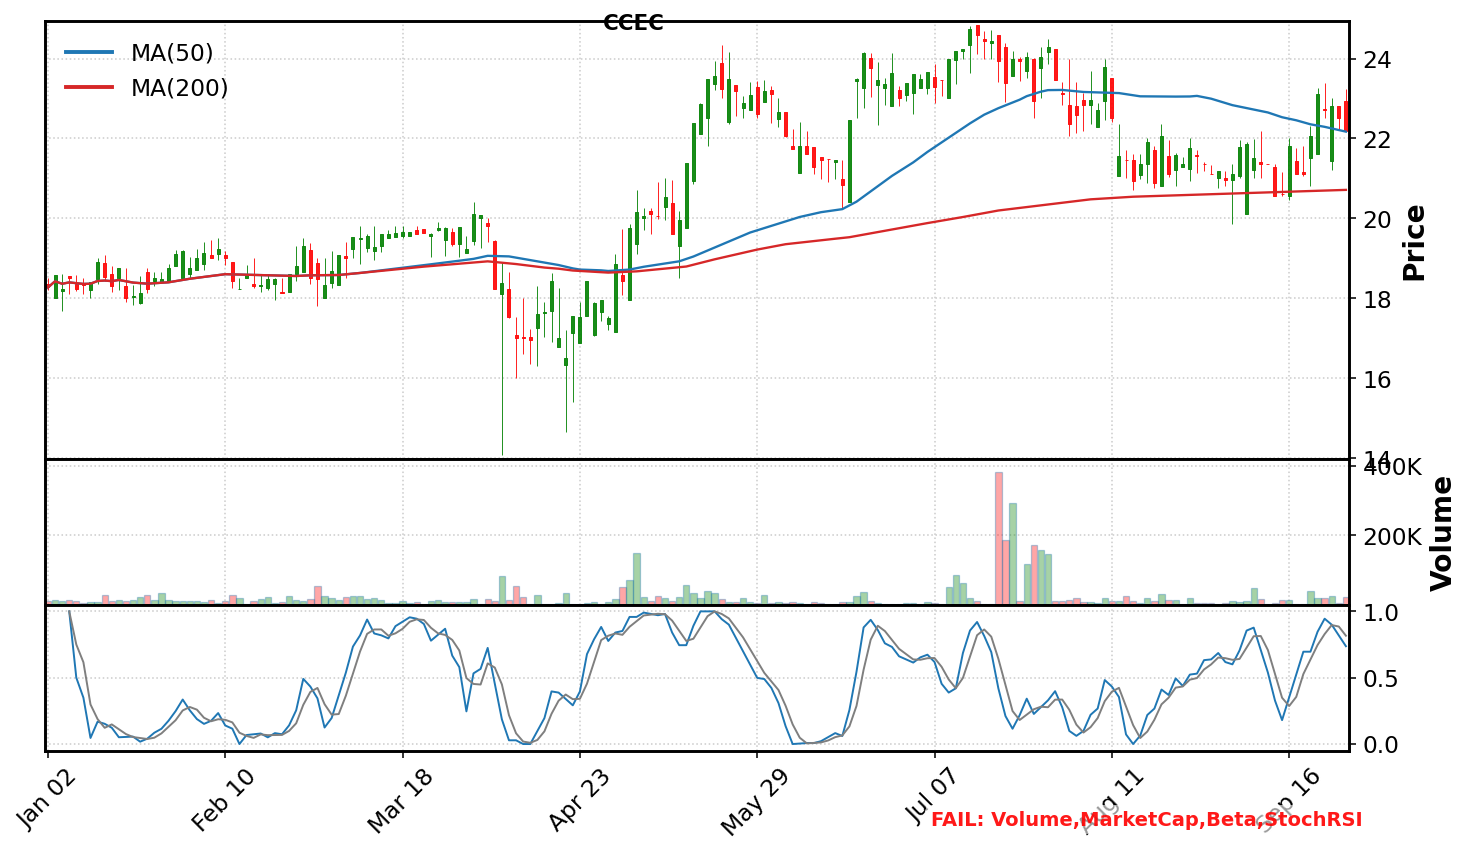 CCEC
MA(50)
MA(200)
24
22
20
18
16
14
Price
400K
200K
Volume
1.0
0.5
0.0
Jan 02
Feb 10
Mar 18
Apr 23
May 29
Jul 07
Aug 11
Sep 16
FAIL: Volume,MarketCap,Beta,StochRSI